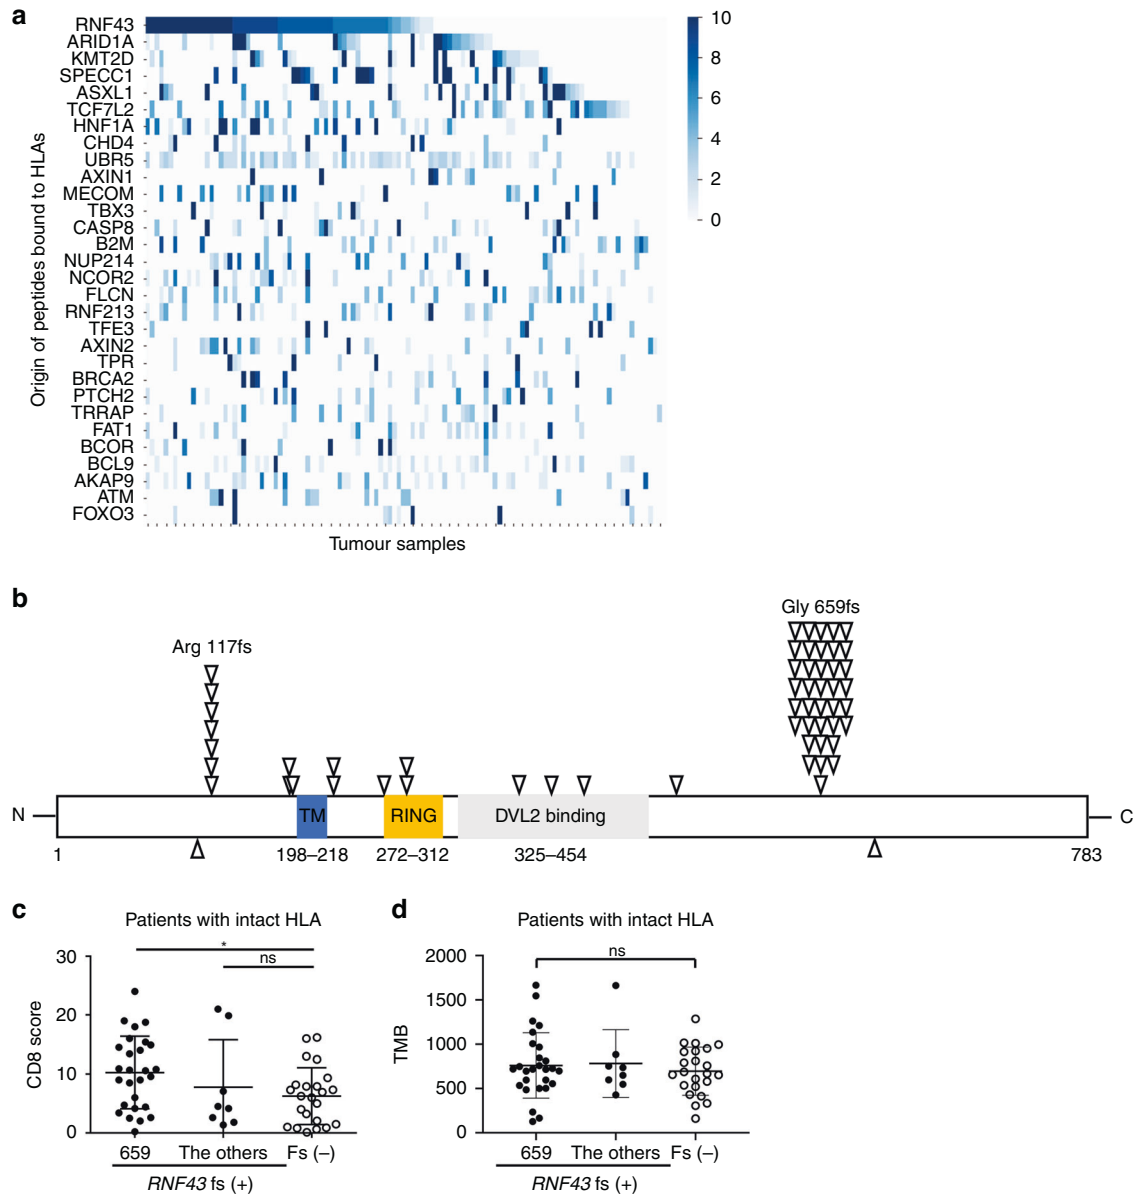 a
RNF43
ARID1A
KMT2D
SPECC1
ASXL1
TCF7L2
HNF1A
CHD4
UBR5
AXIN1
MECOM
TBX3
CASP8
B2M
NUP214
NCOR2
FLCN
RNF213
TFE3
AXIN2
TPR
BRCA2
PTCH2
TRRAP
FAT1
BCOR
BCL9
AKAP9
ATM
FOXO3
Origin of peptides bound to HLAs
Tumour samples
10
8
6
4
2
0
b
Arg 117fs
Gly 659fs
N
TM
RING
DVL2 binding
C
1
198–218
272–312
325–454
783
c
Patients with intact HLA
*
ns
30
20
10
0
CD8 score
659
The others
Fs (–)
RNF43 fs (+)
d
Patients with intact HLA
ns
2000
1500
1000
500
0
TMB
659
The others
Fs (–)
RNF43 fs (+)